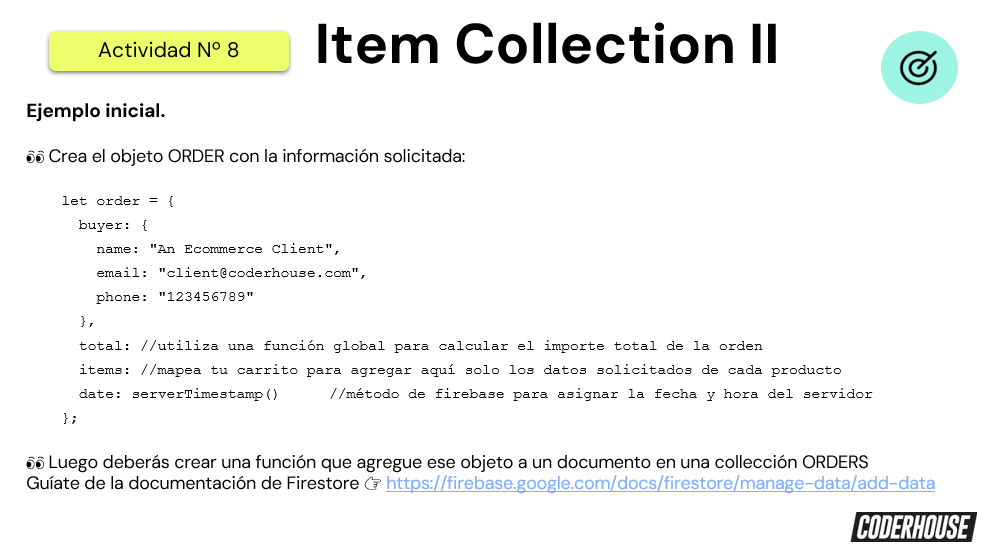 Actividad Nº 8
Item Collection II
Ejemplo inicial.
👀 Crea el objeto ORDER con la información solicitada:
let order = {
  buyer: {
    name: "An Ecommerce Client",
    email: "client@coderhouse.com",
    phone: "123456789"
  },
  total: //utiliza una función global para calcular el importe total de la orden
  items: //mapea tu carrito para agregar aquí solo los datos solicitados de cada producto
  date: serverTimestamp()      //método de firebase para asignar la fecha y hora del servidor
};
👀 Luego deberás crear una función que agregue ese objeto a un documento en una collección ORDERS
Guíate de la documentación de Firestore 👉 https://firebase.google.com/docs/firestore/manage-data/add-data
CODERHOUSE